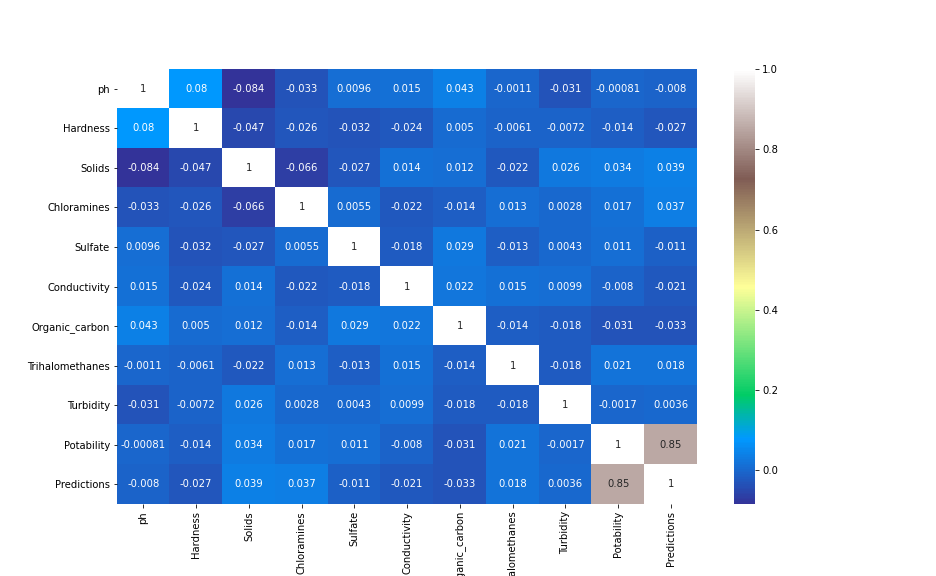 ph 1 0.08 -0.084 -0.033 0.0096 0.015 0.043 -0.0011 -0.031 -0.00081 -0.008
Hardness 0.08 1 -0.047 -0.026 -0.032 -0.024 0.005 -0.0061 -0.0072 -0.014 -0.027
Solids -0.084 -0.047 1 -0.066 -0.027 0.014 0.012 -0.022 0.026 0.034 0.039
Chloramines -0.033 -0.026 -0.066 1 0.0055 -0.022 -0.014 0.013 0.0028 0.017 0.037
Sulfate 0.0096 -0.032 -0.027 0.0055 1 -0.018 0.029 -0.013 0.0043 0.011 -0.011
Conductivity 0.015 -0.024 0.014 -0.022 -0.018 1 0.022 0.015 0.0099 -0.008 -0.021
Organic_carbon 0.043 0.005 0.012 -0.014 0.029 0.022 1 -0.014 -0.018 -0.031 -0.033
Trihalomethanes -0.0011 -0.0061 -0.022 0.013 -0.013 0.015 -0.014 1 -0.018 0.021 0.018
Turbidity -0.031 -0.0072 0.026 0.0028 0.0043 0.0099 -0.018 -0.018 1 -0.0017 0.0036
Potability -0.00081 -0.014 0.034 0.017 0.011 -0.008 -0.031 0.021 -0.0017 1 0.85
Predictions -0.008 -0.027 0.039 0.037 -0.011 -0.021 -0.033 0.018 0.0036 0.85 1
ph
Hardness
Solids
Chloramines
Sulfate
Conductivity
ganic_carbon
alomethanes
Turbidity
Potability
Predictions
1.0
0.8
0.6
0.4
0.2
0.0